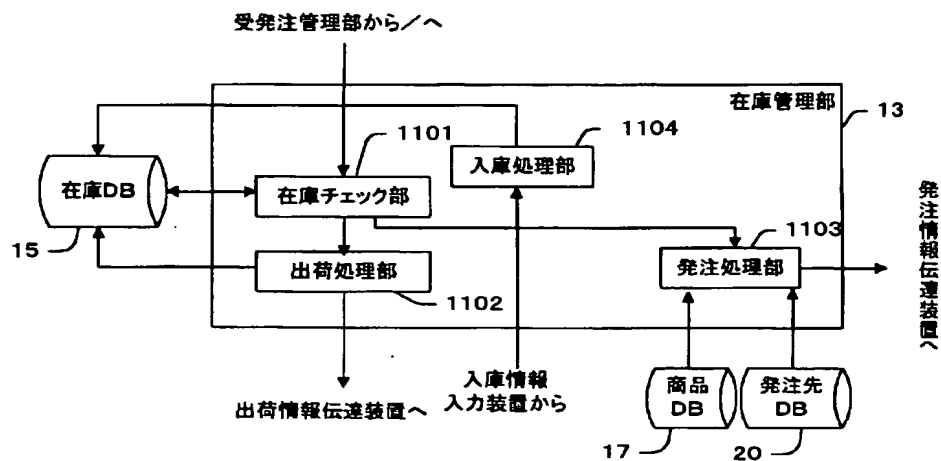 受発注管理部から／へ
在庫管理部
13
1101
1104
入庫処理部
在庫DB
在庫チェック部
15
1103
出荷処理部
発注処理部
1102
発注情報伝達装置へ
入庫情報
入力装置から
出荷情報伝達装置へ
商品
DB
発注先
DB
17
20